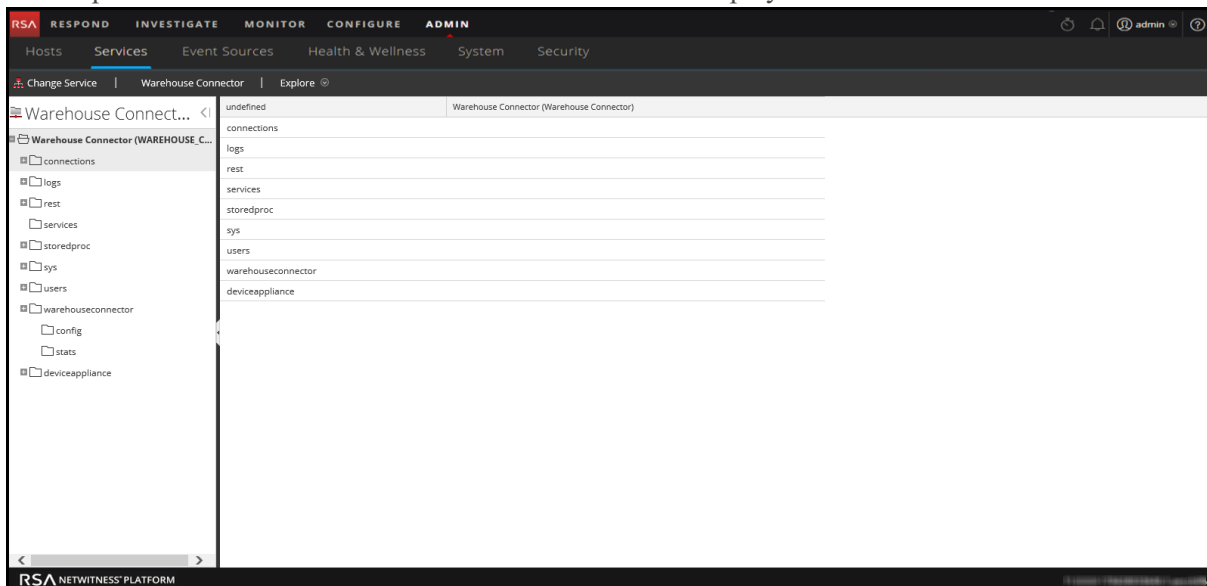 RSA RESPOND INVESTIGATE MONITOR CONFIGURE ADMIN admin
Hosts Services Event Sources Health & Wellness System Security
Change Service | Warehouse Connector | Explore
Warehouse Connect...
Warehouse Connector (WAREHOUSE_C...
connections
logs
rest
services
storedproc
sys
users
warehouseconnector
config
stats
deviceappliance
undefined Warehouse Connector (Warehouse Connector)
connections
logs
rest
services
storedproc
sys
users
warehouseconnector
deviceappliance
RSA NETWITNESS® PLATFORM